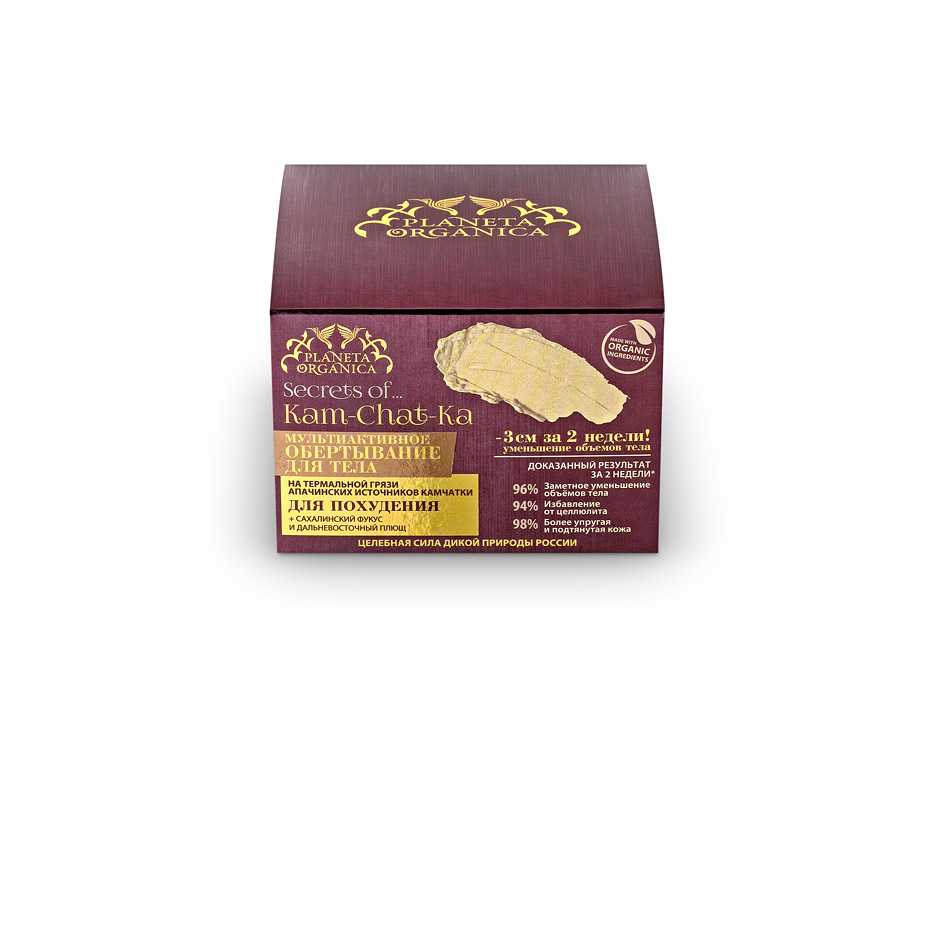 PLANETA
ORGANICA
PLANETA
ORGANICA
Secrets of...
Kam-Chat-Ka
МУЛЬТИАКТИВНОЕ
ОБЕРТЫВАНИЕ
ДЛЯ ТЕЛА
НА ТЕРМАЛЬНОЙ ГРЯЗИ
АПАЧИНСКИХ ИСТОЧНИКОВ КАМЧАТКИ
ДЛЯ ПОХУДЕНИЯ
+ САХАЛИНСКИЙ ФУКУС
И ДАЛЬНЕВОСТОЧНЫЙ ПЛЮЩ
MADE WITH
ORGANIC
INGREDIENTS
-3см за 2 недели!
уменьшение объемов тела
ДОКАЗАННЫЙ РЕЗУЛЬТАТ
ЗА 2 НЕДЕЛИ*
96% Заметное уменьшение
объёмов тела
94% Избавление
от целлюлита
98% Более упругая
и подтянутая кожа
ЦЕЛЕБНАЯ СИЛА ДИКОЙ ПРИРОДЫ РОССИИ